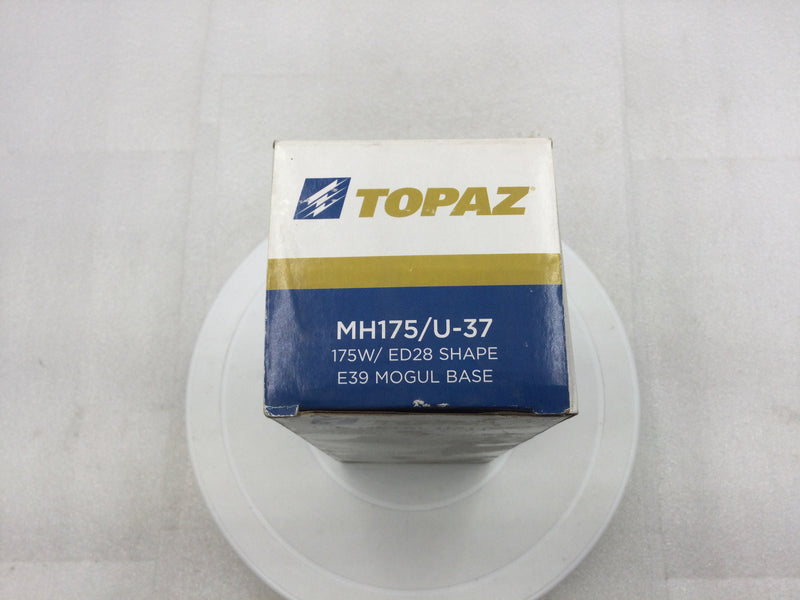 TOPAZ
MH175/U-37
175W/ ED28 SHAPE
E39 MOGUL BASE